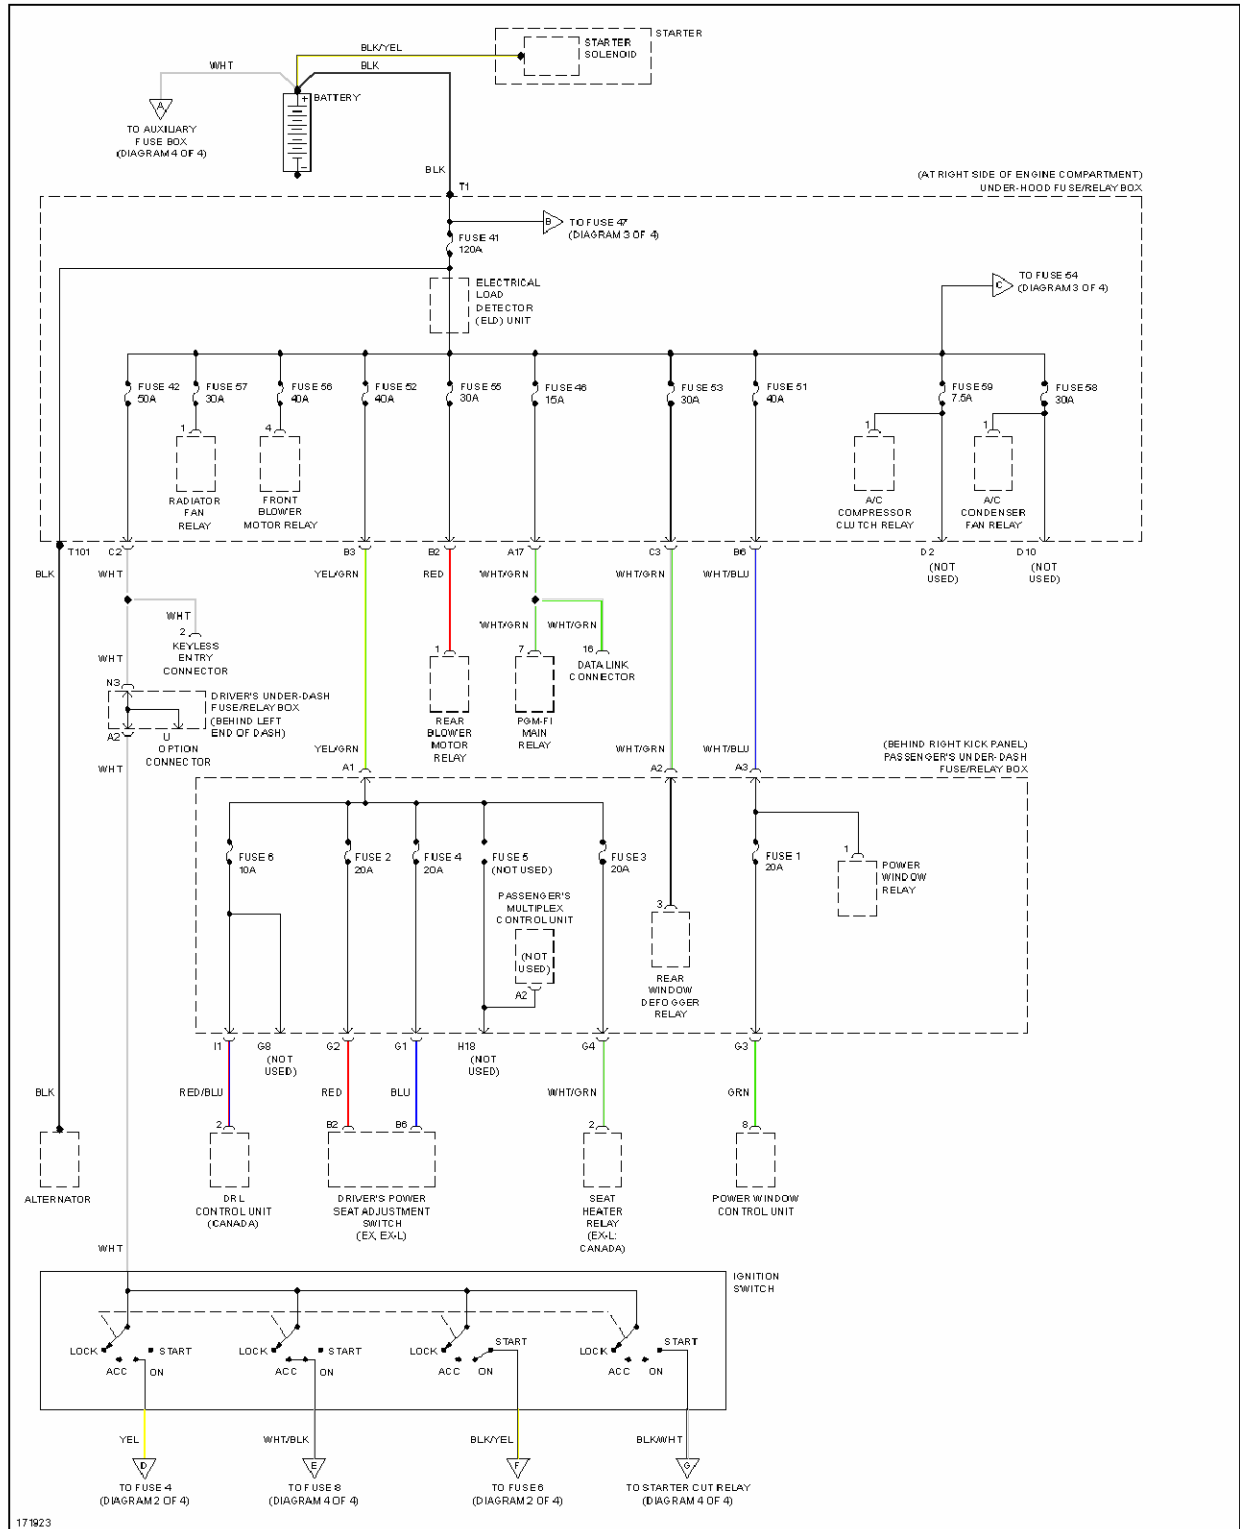 STARTER
STARTER
SOLENOID
BLK/YEL
WHT
BLK
+ BATTERY
-
A
TO AUXILIARY
FUSE BOX
(DIAGRAM 4 OF 4)
BLK
T1
(AT RIGHT SIDE OF ENGINE COMPARTMENT)
UNDER-HOOD FUSE/RELAY BOX
B
TO FUSE 47
(DIAGRAM 3 OF 4)
FUSE 41
120A
ELECTRICAL
LOAD
DETECTOR
(ELD) UNIT
C
TO FUSE 54
(DIAGRAM 3 OF 4)
FUSE 42
50A
FUSE 57
30A
FUSE 56
40A
FUSE 52
40A
FUSE 55
30A
FUSE 46
15A
FUSE 53
30A
FUSE 51
40A
FUSE 59
7.5A
FUSE 58
30A
1
4
1
1
RADIATOR
FAN
RELAY
FRONT
BLOWER
MOTOR RELAY
A/C
COMPRESSOR
CLUTCH RELAY
A/C
CONDENSER
FAN RELAY
T101
C2
B3
B2
A17
C3
B6
D2
D10
(NOT
USED)
(NOT
USED)
BLK
WHT
YEL/GRN
RED
WHT/GRN
WHT/GRN
WHT/BLU
WHT
2
KEYLESS
ENTRY
CONNECTOR
WHT/GRN
WHT/GRN
1
7
16
DATA LINK
CONNECTOR
WHT
N3
DRIVER'S UNDER-DASH
FUSE/RELAY BOX
(BEHIND LEFT
END OF DASH)
A2
U
OPTION
CONNECTOR
REAR
BLOWER
MOTOR
RELAY
PGM-FI
MAIN
RELAY
WHT
YEL/GRN
WHT/GRN
WHT/BLU
A1
A2
A3
(BEHIND RIGHT KICK PANEL)
PASSENGER'S UNDER-DASH
FUSE/RELAY BOX
FUSE 6
10A
FUSE 2
20A
FUSE 4
20A
FUSE 5
(NOT USED)
FUSE 3
20A
FUSE 1
20A
1
POWER
WINDOW
RELAY
PASSENGER'S
MULTIPLEX
CONTROL UNIT
(NOT
USED)
A2
3
REAR
WINDOW
DEFOGGER
RELAY
I1
G8
G2
G1
H18
G4
G3
(NOT
USED)
(NOT
USED)
BLK
RED/BLU
RED
BLU
WHT/GRN
GRN
2
B2
B6
2
8
ALTERNATOR
DRL
CONTROL UNIT
(CANADA)
DRIVER'S POWER
SEAT ADJUSTMENT
SWITCH
(EX, EX-L)
SEAT
HEATER
RELAY
(EX-L:
CANADA)
POWER WINDOW
CONTROL UNIT
WHT
IGNITION
SWITCH
LOCK
START
ACC
ON
LOCK
START
ACC
ON
LOCK
START
ACC
ON
LOCK
START
ACC
ON
YEL
WHT/BLK
BLK/YEL
BLK/WHT
D
E
F
G
TO FUSE 4
(DIAGRAM 2 OF 4)
TO FUSE 8
(DIAGRAM 4 OF 4)
TO FUSE 6
(DIAGRAM 2 OF 4)
TO STARTER CUT RELAY
(DIAGRAM 4 OF 4)
171923